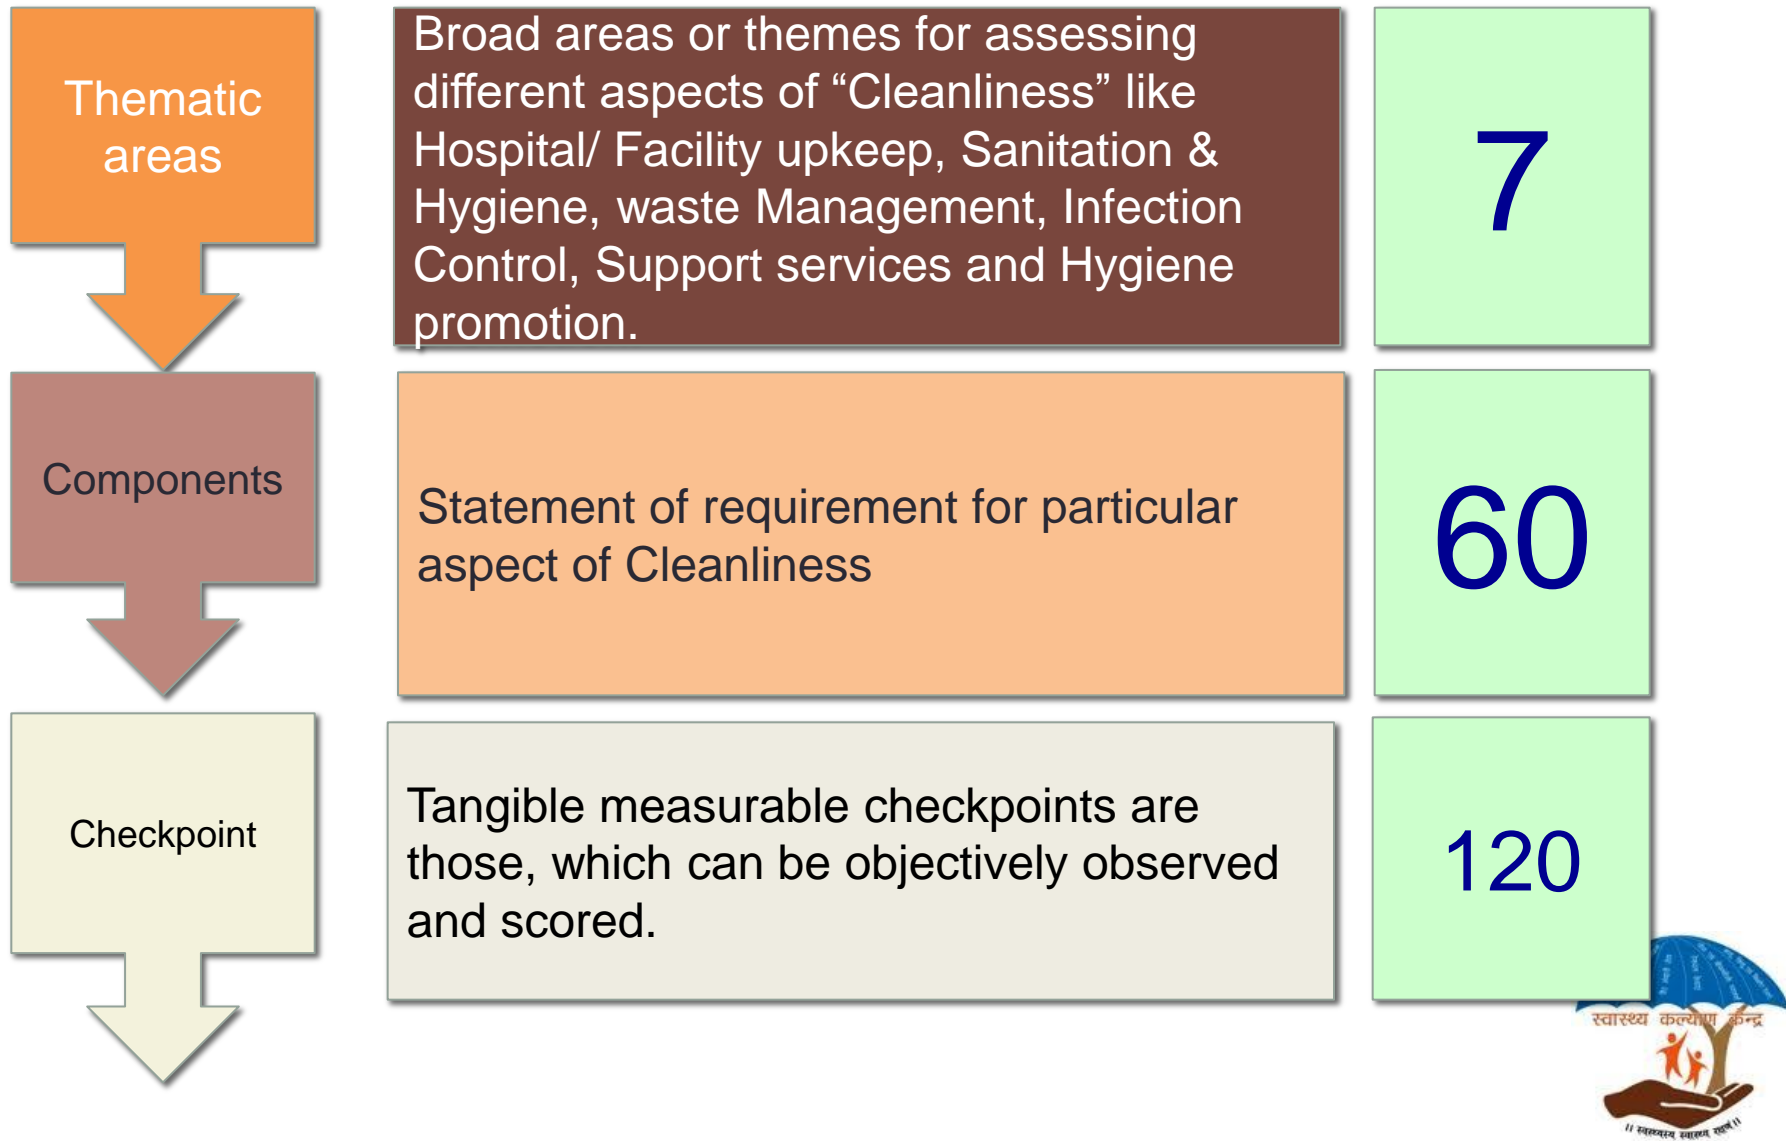 Thematic
areas
Broad areas or themes for assessing
different aspects of “Cleanliness” like
Hospital/ Facility upkeep, Sanitation &
Hygiene, waste Management, Infection
Control, Support services and Hygiene
promotion.
7
Components
Statement of requirement for particular
aspect of Cleanliness
60
Checkpoint
Tangible measurable checkpoints are
those, which can be objectively observed
and scored.
120
स्वास्थ्य कल्याण केन्द्र